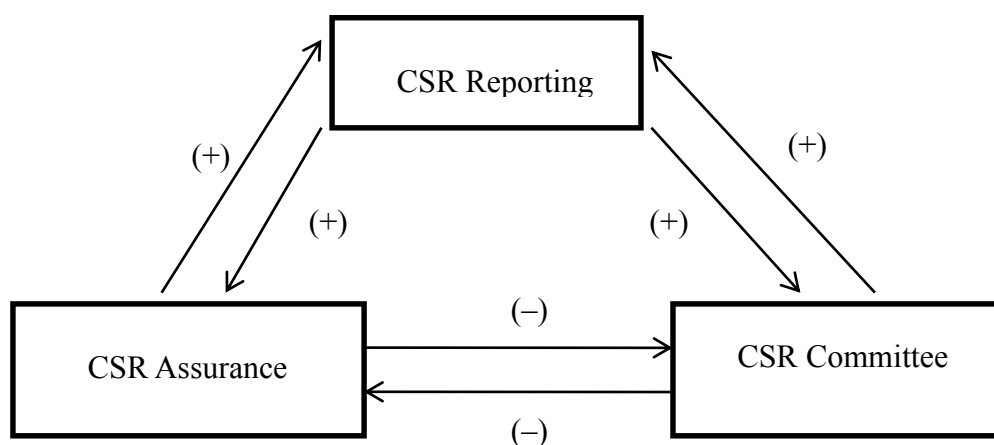 CSR Reporting
(+)
(+)
(+)
(+)
(–)
CSR Assurance
CSR Committee
(–)